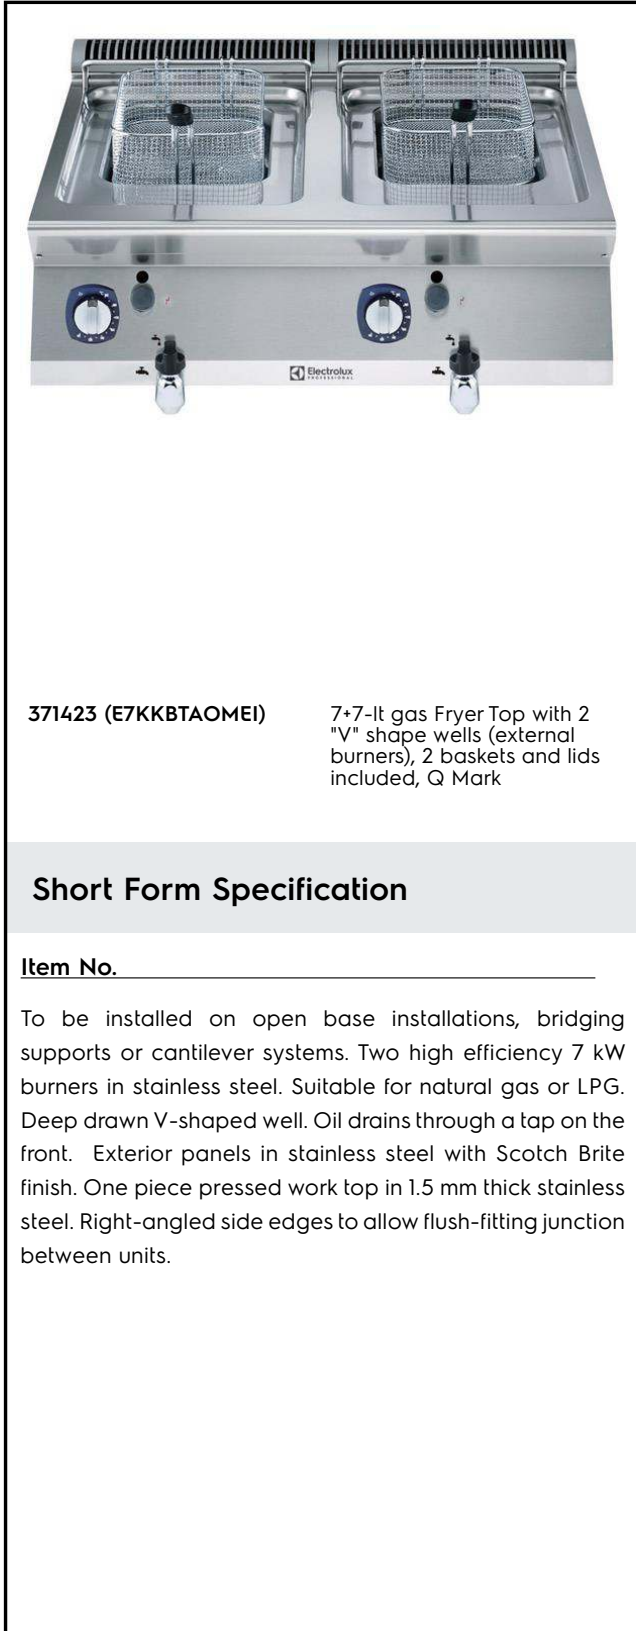 Electrolux
PROFESSIONAL
371423 (E7KKBTAOMEI)
7+7-lt gas Fryer Top with 2
"V" shape wells (external
burners), 2 baskets and lids
included, Q Mark
Short Form Specification
Item No.
To be installed on open base installations, bridging
supports or cantilever systems. Two high efficiency 7 kW
burners in stainless steel. Suitable for natural gas or LPG.
Deep drawn V-shaped well. Oil drains through a tap on the
front. Exterior panels in stainless steel with Scotch Brite
finish. One piece pressed work top in 1.5 mm thick stainless
steel. Right-angled side edges to allow flush-fitting junction
between units.